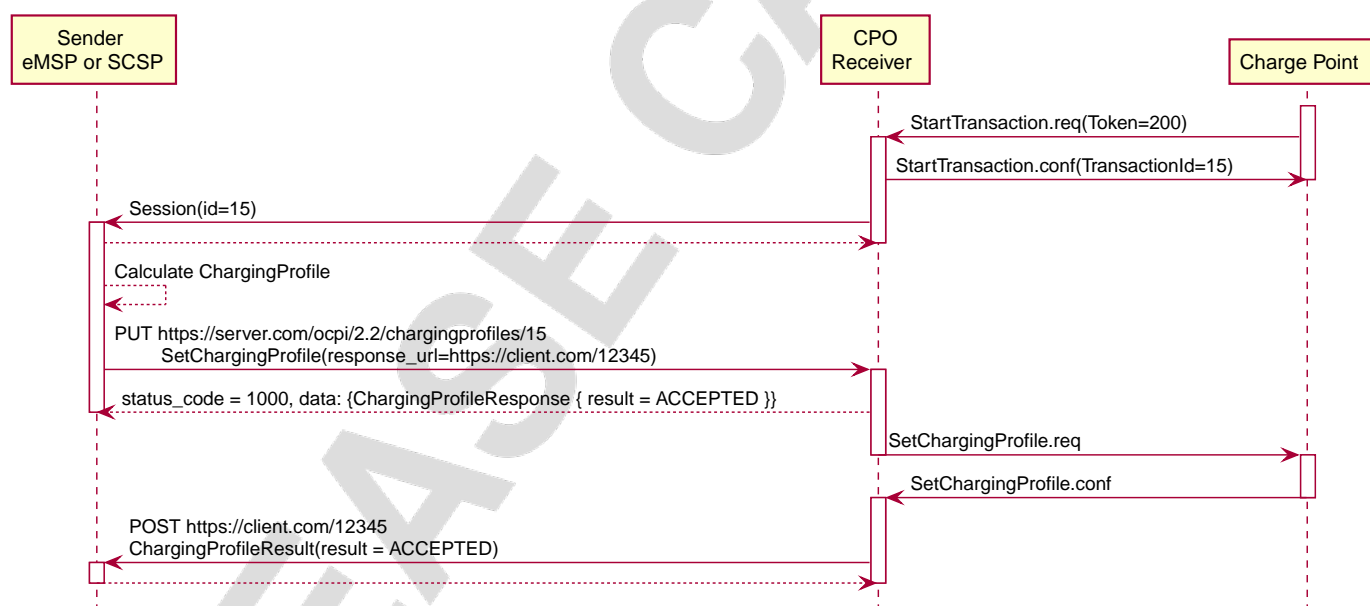 Sender
eMSP or SCSP
CPO
Receiver
Charge Point
StartTransaction.req(Token=200)
StartTransaction.conf(TransactionId=15)
Session(id=15)
Calculate ChargingProfile
PUT https://server.com/ocpi/2.2/chargingprofiles/15
SetChargingProfile(response_url=https://client.com/12345)
status_code = 1000, data: {ChargingProfileResponse { result = ACCEPTED }}
SetChargingProfile.req
SetChargingProfile.conf
POST https://client.com/12345
ChargingProfileResult(result = ACCEPTED)
EASE CA